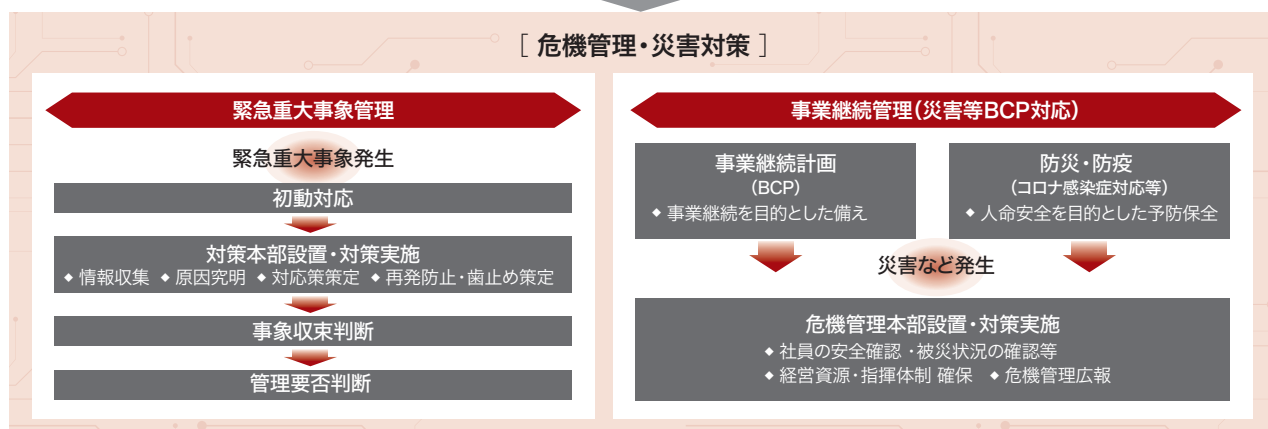 [ 危機管理・災害対策 ]
緊急重大事象管理
緊急重大事象発生
初動対応
対策本部設置・対策実施
◆ 情報収集 ◆ 原因究明 ◆ 対応策策定 ◆ 再発防止・歯止め策定
事象収束判断
管理要否判断
事業継続管理(災害等BCP対応)
事業継続計画
(BCP)
◆ 事業継続を目的とした備え
防災・防疫
(コロナ感染症対応等)
◆ 人命安全を目的とした予防保全
災害など発生
危機管理本部設置・対策実施
◆ 社員の安全確認・被災状況の確認等
◆ 経営資源・指揮体制 確保 ◆ 危機管理広報